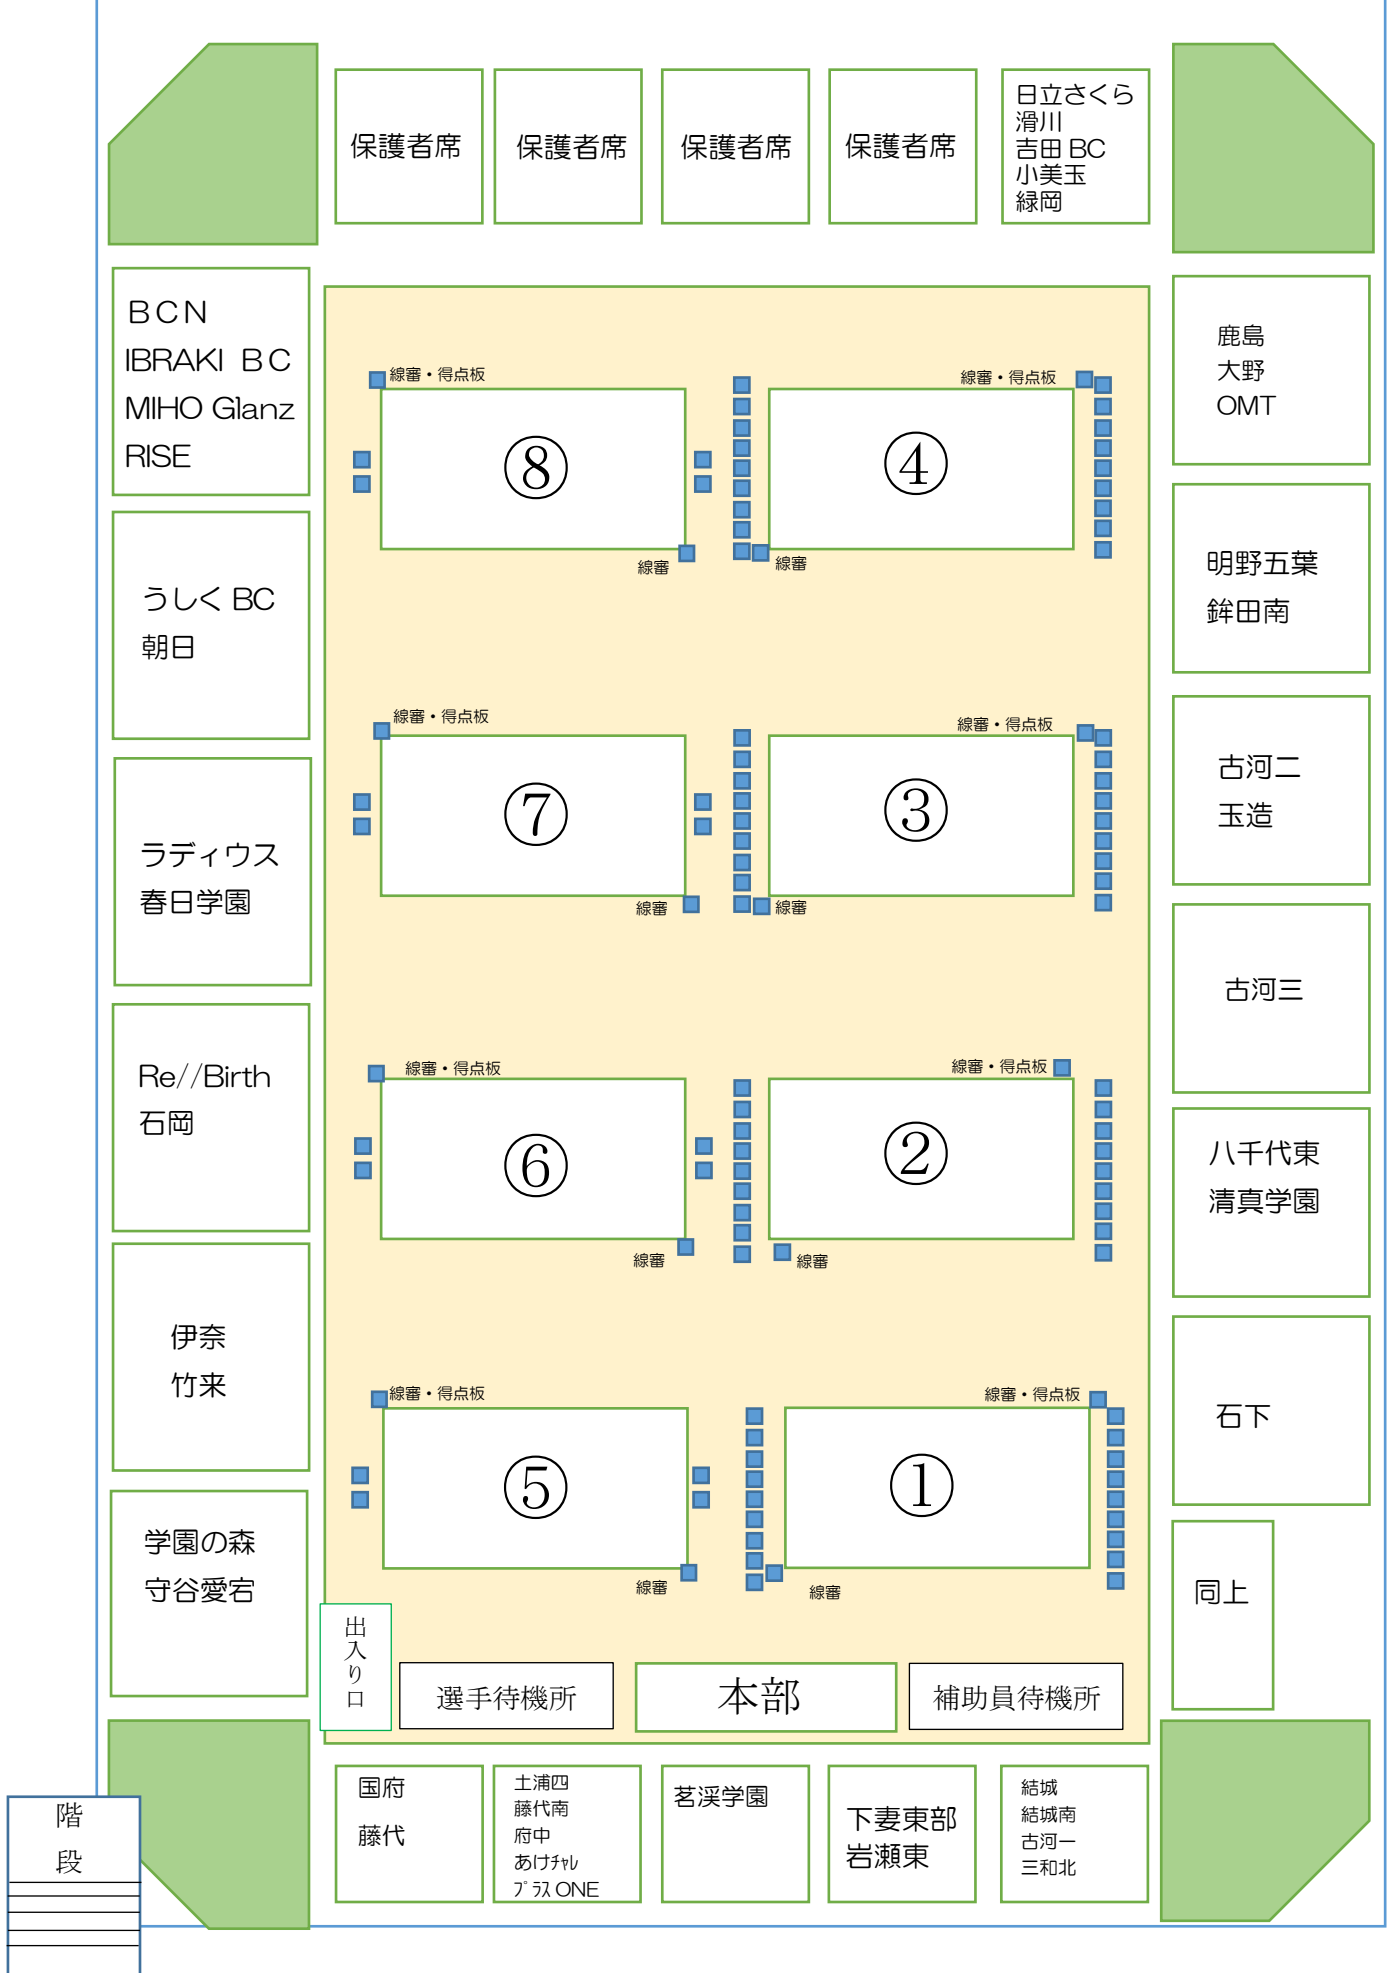 保護者席
保護者席
保護者席
保護者席
日立さくら
滑川
吉田 BC
小美玉
緑岡
BCN
IBRAKI BC
MIHO Glanz
RISE
うしく BC
朝日
ラディウス
春日学園
Re//Birth
石岡
伊奈
竹来
学園の森
守谷愛宕
線審・得点板
⑧
線審
線審・得点板
④
線審
線審・得点板
⑦
線審
線審・得点板
③
線審
線審・得点板
⑥
線審
線審・得点板
②
線審
線審・得点板
⑤
線審
線審・得点板
①
線審
鹿島
大野
OMT
明野五葉
鉾田南
古河二
玉造
古河三
八千代東
清真学園
石下
同上
出入り口
選手待機所
本部
補助員待機所
階
段
国府
藤代
土浦四
藤代南
府中
あけﾁｬﾚ
ﾌﾟﾗｽ ONE
茗渓学園
下妻東部
岩瀬東
結城
結城南
古河一
三和北